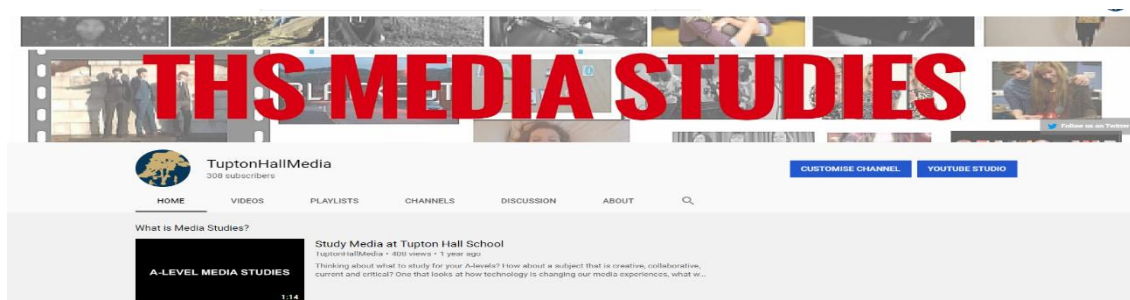 THS MEDIA STUDIES
Follow us on Twitter
TuptonHallMedia
308 subscribers
CUSTOMISE CHANNEL
YOUTUBE STUDIO
HOME
VIDEOS
PLAYLISTS
CHANNELS
DISCUSSION
ABOUT
What is Media Studies?
A-LEVEL MEDIA STUDIES
1:14
Study Media at Tupton Hall School
TuptonHallMedia • 408 views • 1 year ago
Thinking about what to study for your A-levels? How about a subject that is creative, collaborative,
current and critical? One that looks at how technology is changing our media experiences, what w...